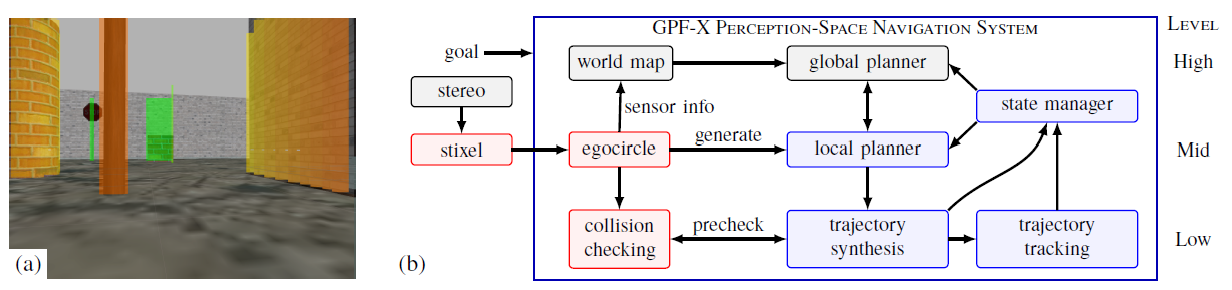 GPF-X PERCEPTION-SPACE NAVIGATION SYSTEM
LEVEL
goal
world map
global planner
High
stereo
sensor info
state manager
stixel
egocircle
generate
local planner
Mid
collision
checking
precheck
trajectory
synthesis
trajectory
tracking
Low
(a)
(b)